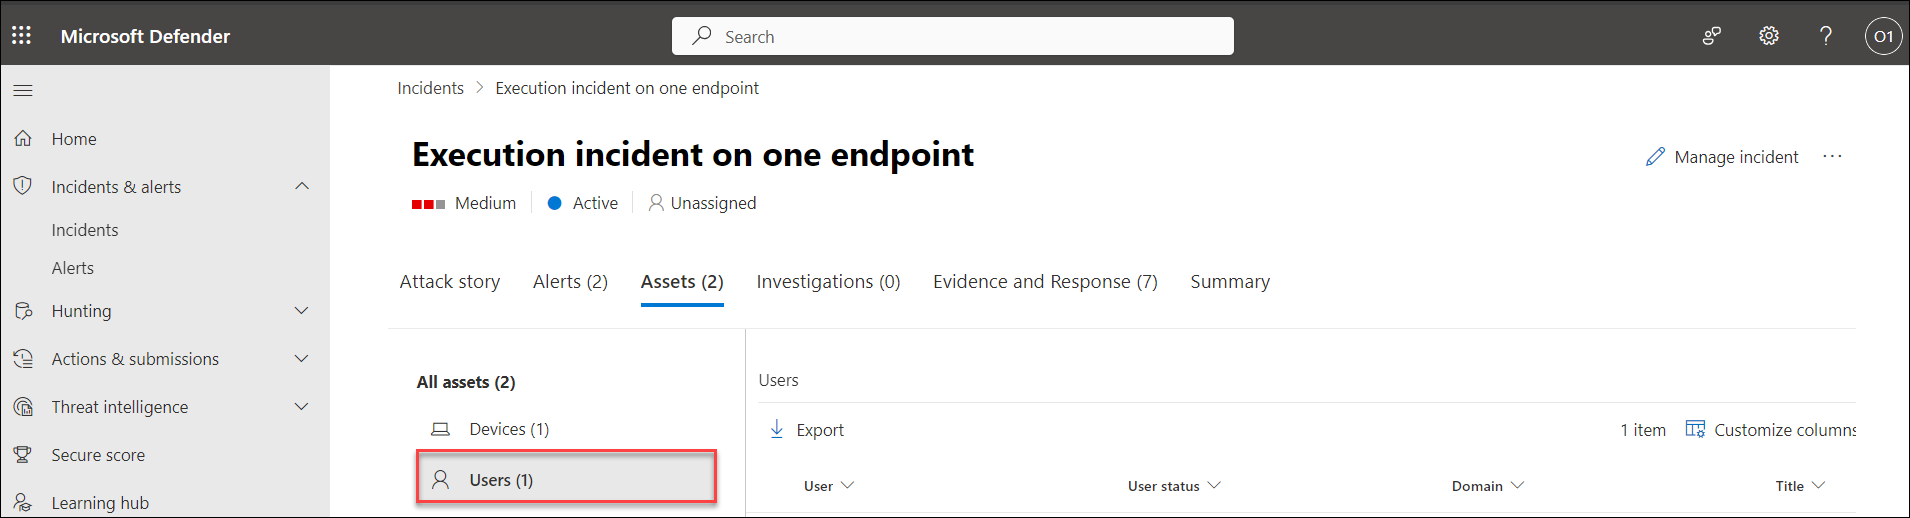 Microsoft Defender
Search
O1
Incidents > Execution incident on one endpoint
Home
Incidents & alerts
Incidents
Alerts
Hunting
Actions & submissions
Threat intelligence
Secure score
Learning hub
Execution incident on one endpoint
Manage incident ...
Medium Active Unassigned
Attack story Alerts (2) Assets (2) Investigations (0) Evidence and Response (7) Summary
All assets (2)
Devices (1)
Users (1)
Users
Export 1 item Customize columns
User User status Domain Title